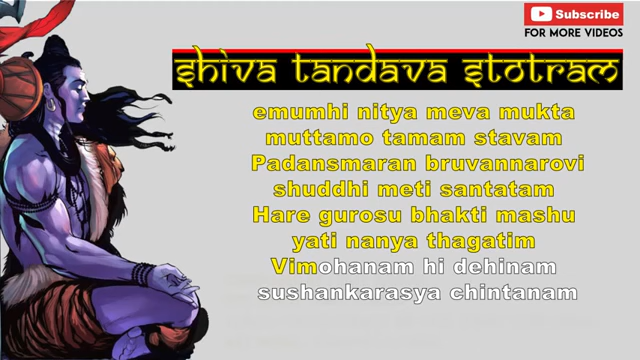 Subscribe
FOR MORE VIDEOS
Shiva Tandava Stotram
emumhi nitya meva mukta
muttamo tamam stavam
Padansmaran bruvannarovi
shuddhi meti santatam
Hare gurosu bhakti mashu
yati nanya thagatim
Vimohanam hi dehinam
sushankarasya chintanam